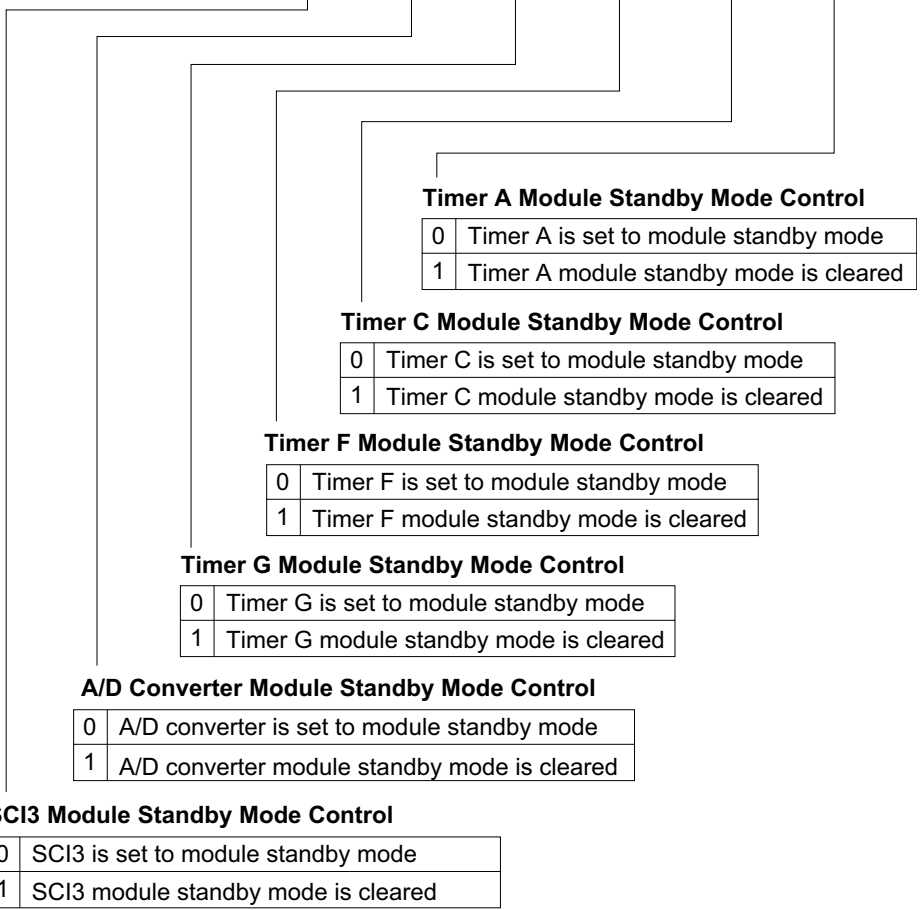 Timer A Module Standby Mode Control
0 Timer A is set to module standby mode
1 Timer A module standby mode is cleared
Timer C Module Standby Mode Control
0 Timer C is set to module standby mode
1 Timer C module standby mode is cleared
Timer F Module Standby Mode Control
0 Timer F is set to module standby mode
1 Timer F module standby mode is cleared
Timer G Module Standby Mode Control
0 Timer G is set to module standby mode
1 Timer G module standby mode is cleared
A/D Converter Module Standby Mode Control
0 A/D converter is set to module standby mode
1 A/D converter module standby mode is cleared
SCI3 Module Standby Mode Control
0 SCI3 is set to module standby mode
1 SCI3 module standby mode is cleared